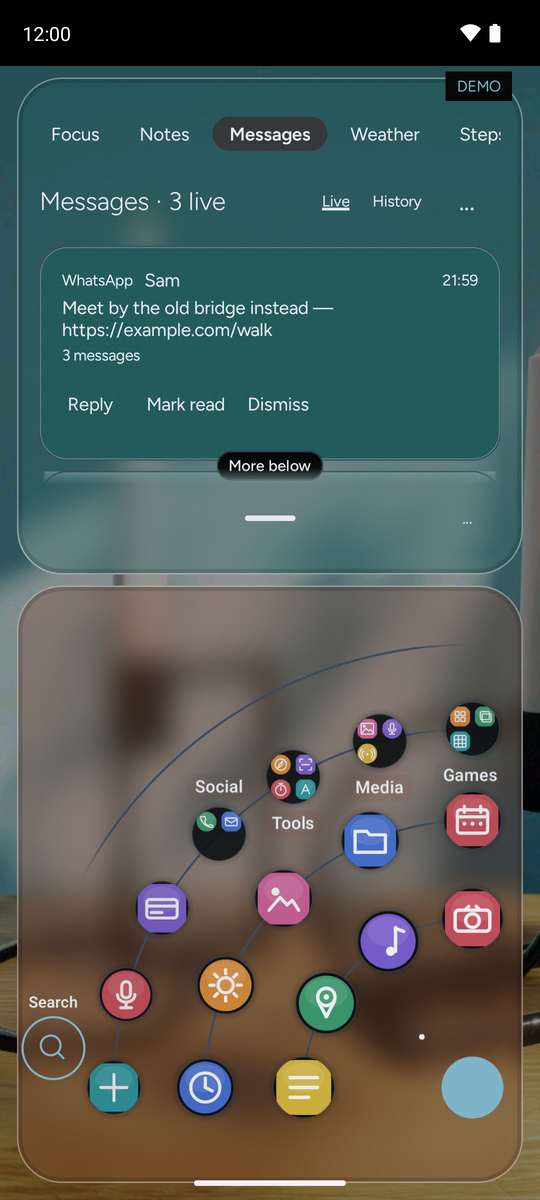 12:00
DEMO
Focus
Notes
Messages
Weather
Steps
Messages · 3 live
Live
History
...
WhatsApp Sam
21:59
Meet by the old bridge instead —
https://example.com/walk
3 messages
Reply
Mark read
Dismiss
More below
...
Games
Social
Media
Tools
Search